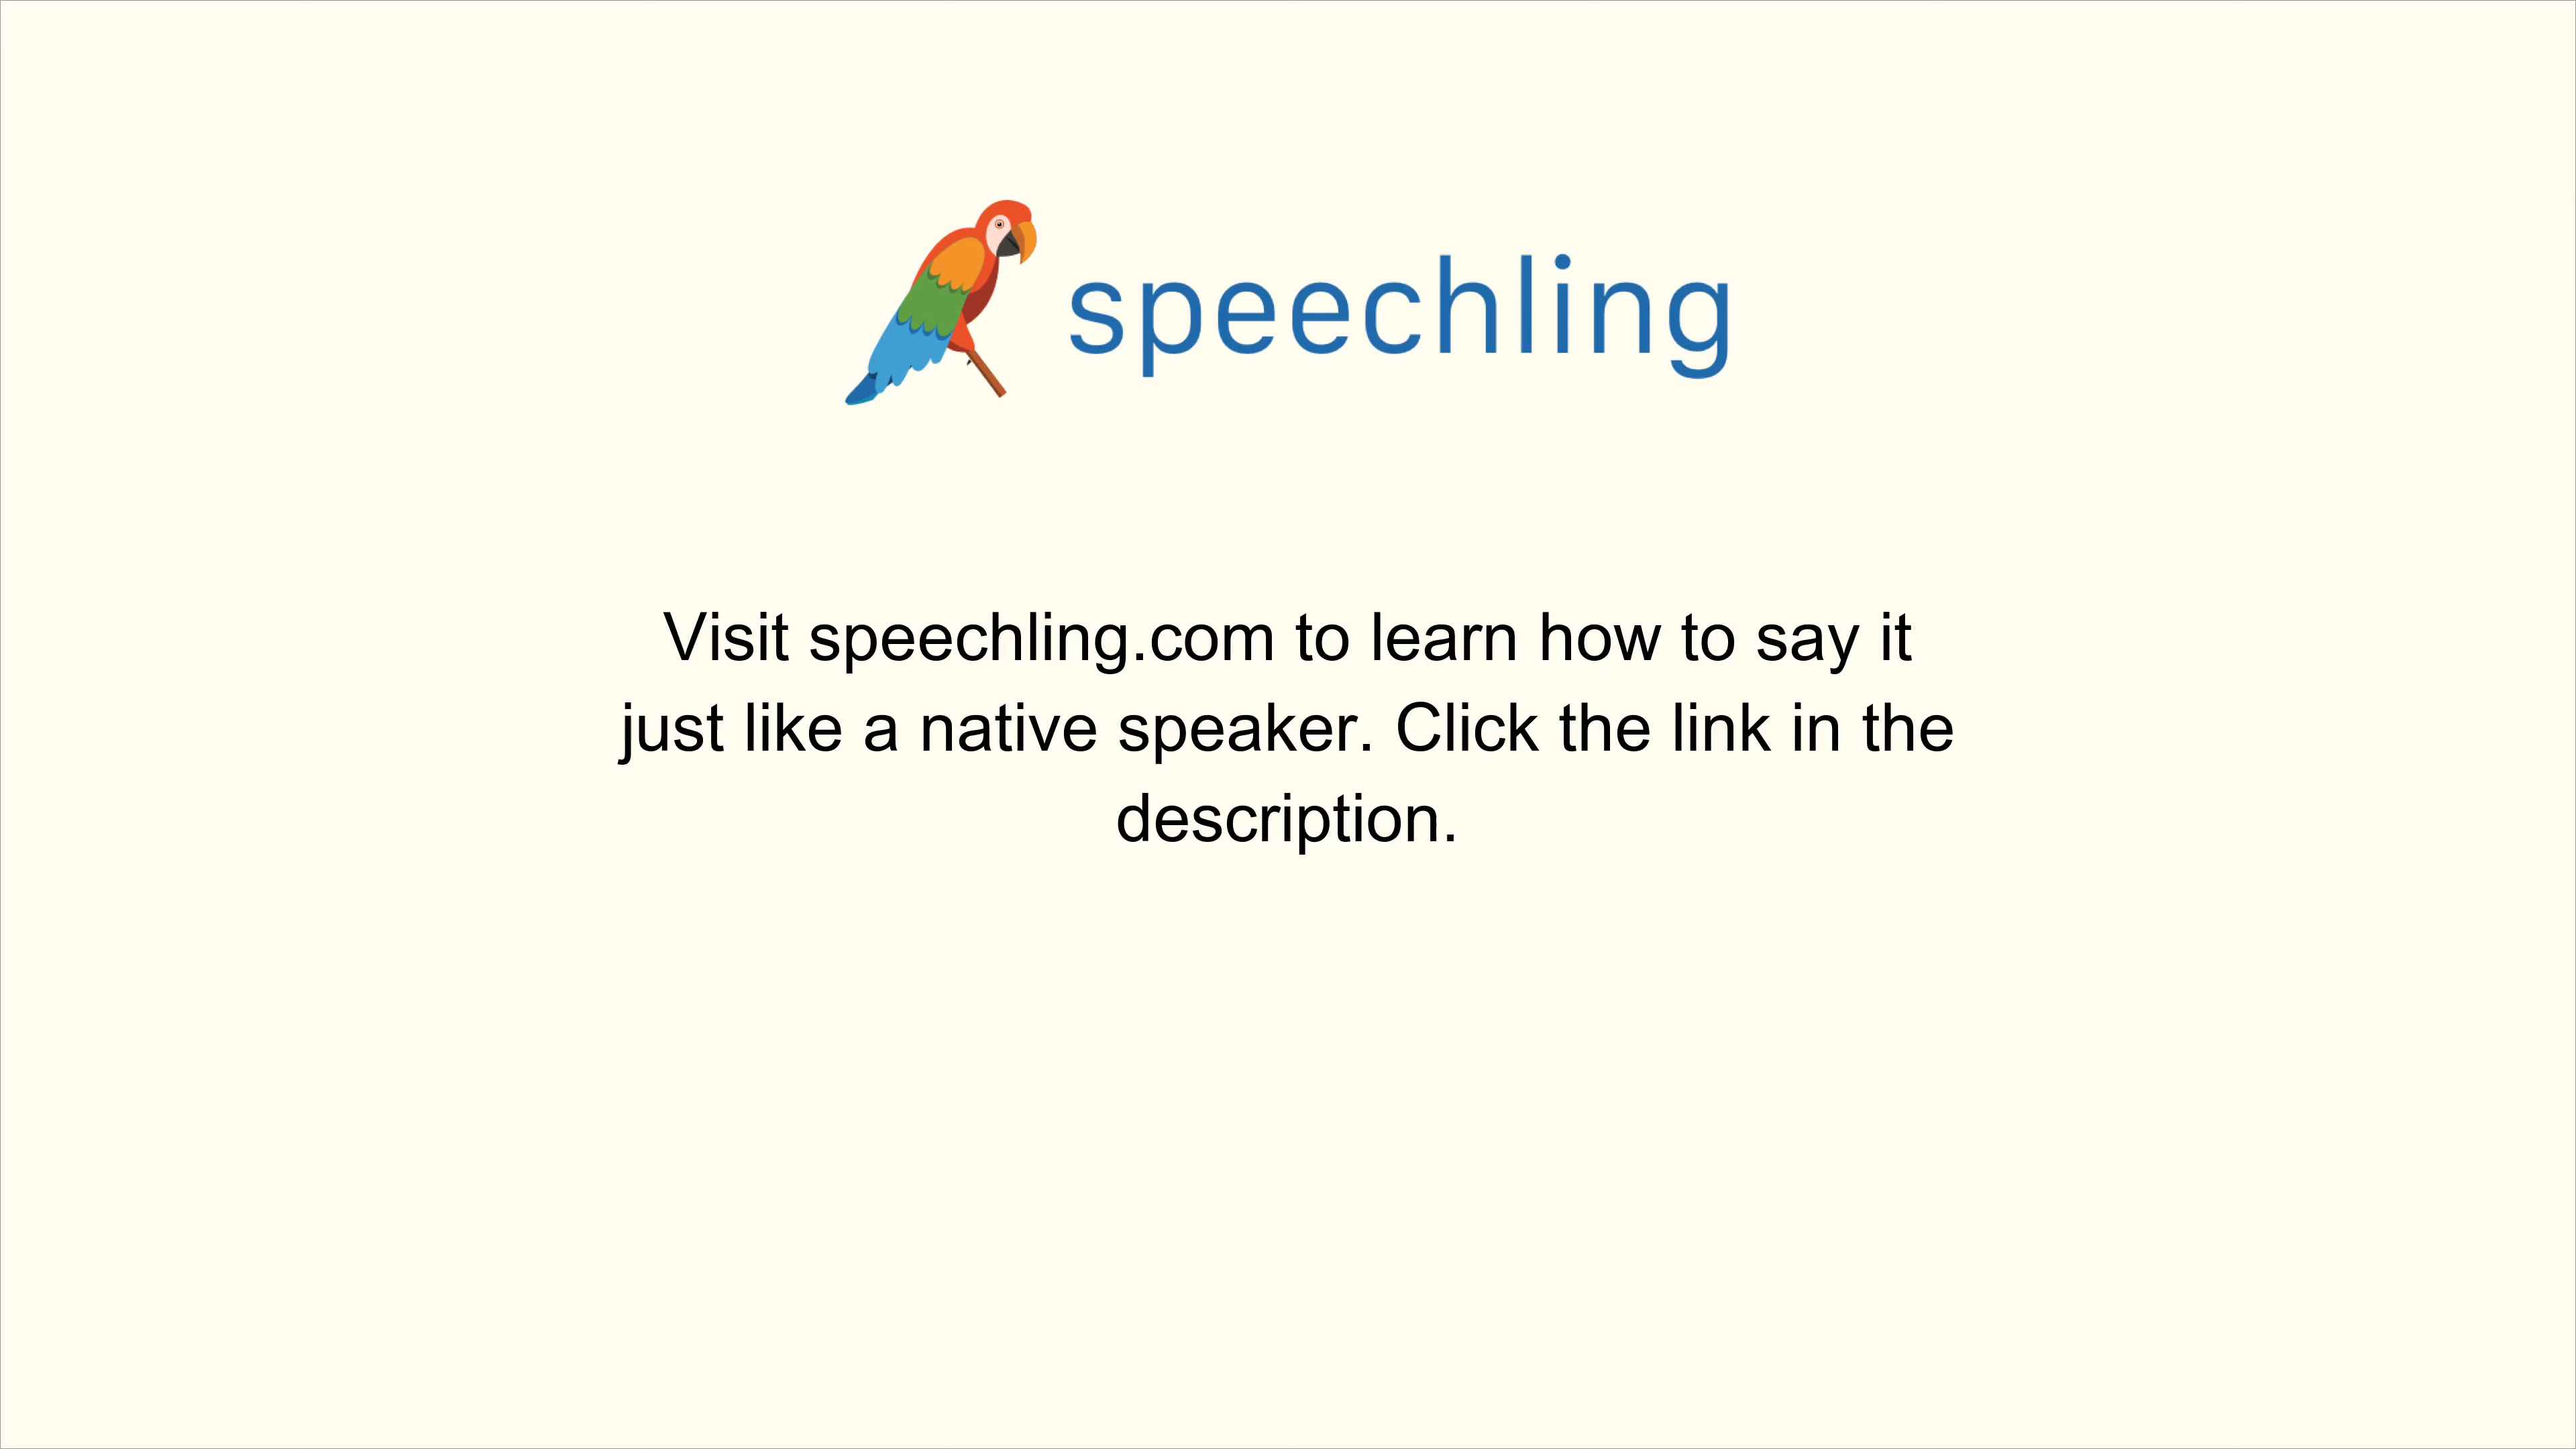 speechling
Visit speechling.com to learn how to say it
just like a native speaker. Click the link in the
description.